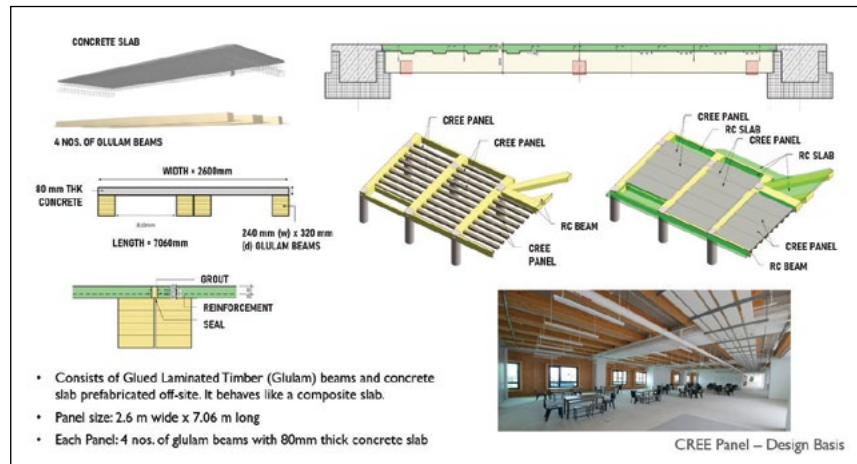 CONCRETE SLAB
4 NOS. OF GLULAM BEAMS
WIDTH = 2600mm
80 mm THK
CONCRETE
LENGTH = 7060mm
240 mm (w) x 320 mm
(d) GLULAM BEAMS
GROUT
REINFORCEMENT
SEAL
CREE PANEL
CREE PANEL
RC BEAM
CREE
PANEL
CREE PANEL
RC SLAB
CREE PANEL
RC SLAB
CREE PANEL
RC BEAM
• Consists of Glued Laminated Timber (Glulam) beams and concrete
slab prefabricated off-site. It behaves like a composite slab.
• Panel size: 2.6 m wide x 7.06 m long
• Each Panel: 4 nos. of glulam beams with 80mm thick concrete slab
CREE Panel – Design Basis